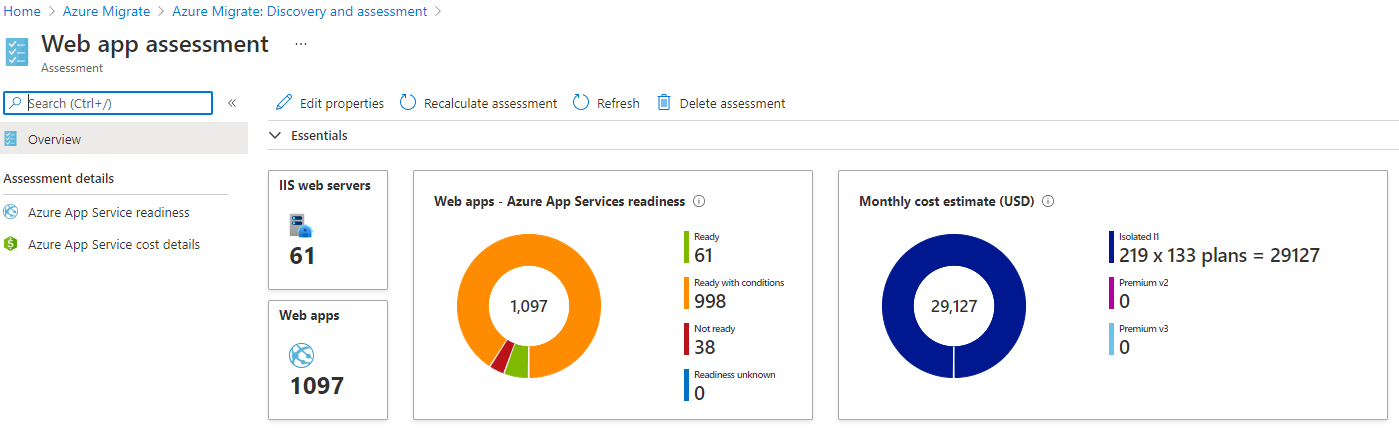 Home > Azure Migrate > Azure Migrate: Discovery and assessment >
Web app assessment ...
Assessment
Search (Ctrl+/) «
Edit properties Recalculate assessment Refresh Delete assessment
Overview
Essentials
Assessment details
Azure App Service readiness
Azure App Service cost details
IIS web servers
61
Web apps
1097
Web apps - Azure App Services readiness
1,097
Ready
61
Ready with conditions
998
Not ready
38
Readiness unknown
0
Monthly cost estimate (USD)
29,127
Isolated I1
219 x 133 plans = 29127
Premium v2
0
Premium v3
0